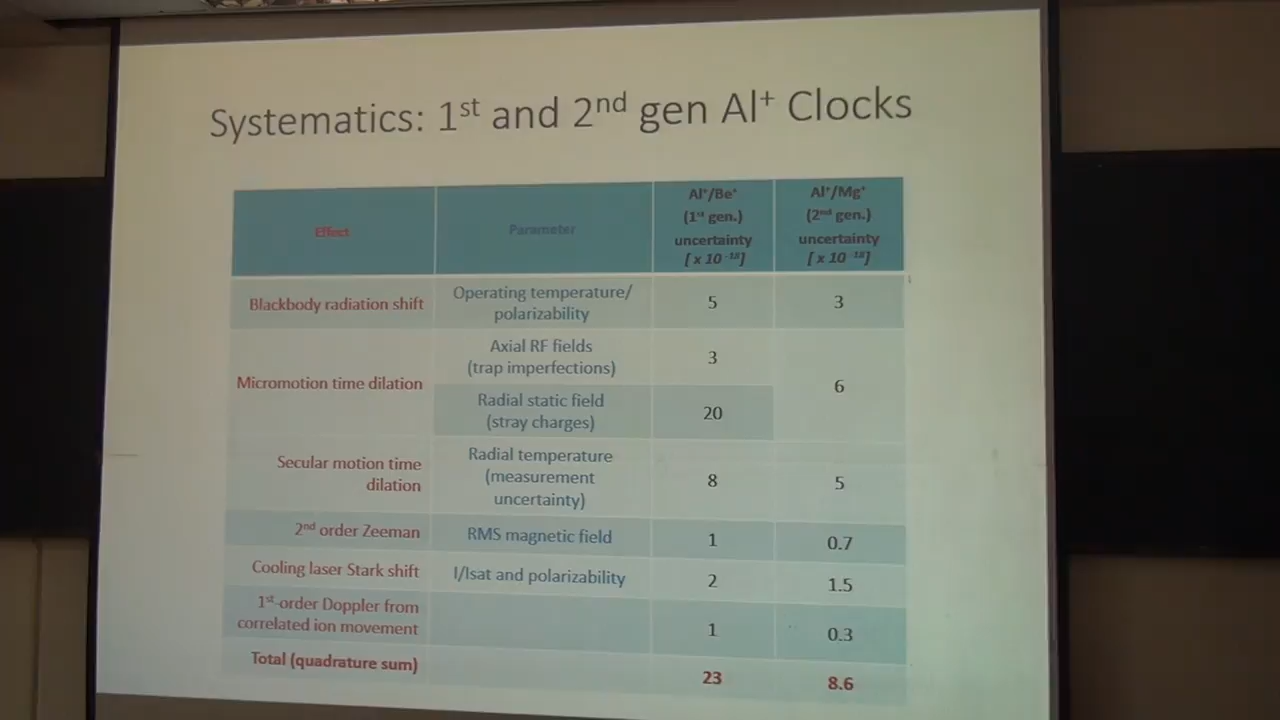 Systematics: 1st and 2nd gen Al+ Clocks
Effect
Parameter
Al+/Be+
(1st gen.)
uncertainty
[ x 10 -18]
Al+/Mg+
(2nd gen.)
uncertainty
[ x 10 -18]
Blackbody radiation shift
Operating temperature/
polarizability
5
3
Micromotion time dilation
Axial RF fields
(trap imperfections)
3
6
Radial static field
(stray charges)
20
Secular motion time
dilation
Radial temperature
(measurement
uncertainty)
8
5
2nd order Zeeman
RMS magnetic field
1
0.7
Cooling laser Stark shift
I/Isat and polarizability
2
1.5
1st-order Doppler from
correlated ion movement
1
0.3
Total (quadrature sum)
23
8.6